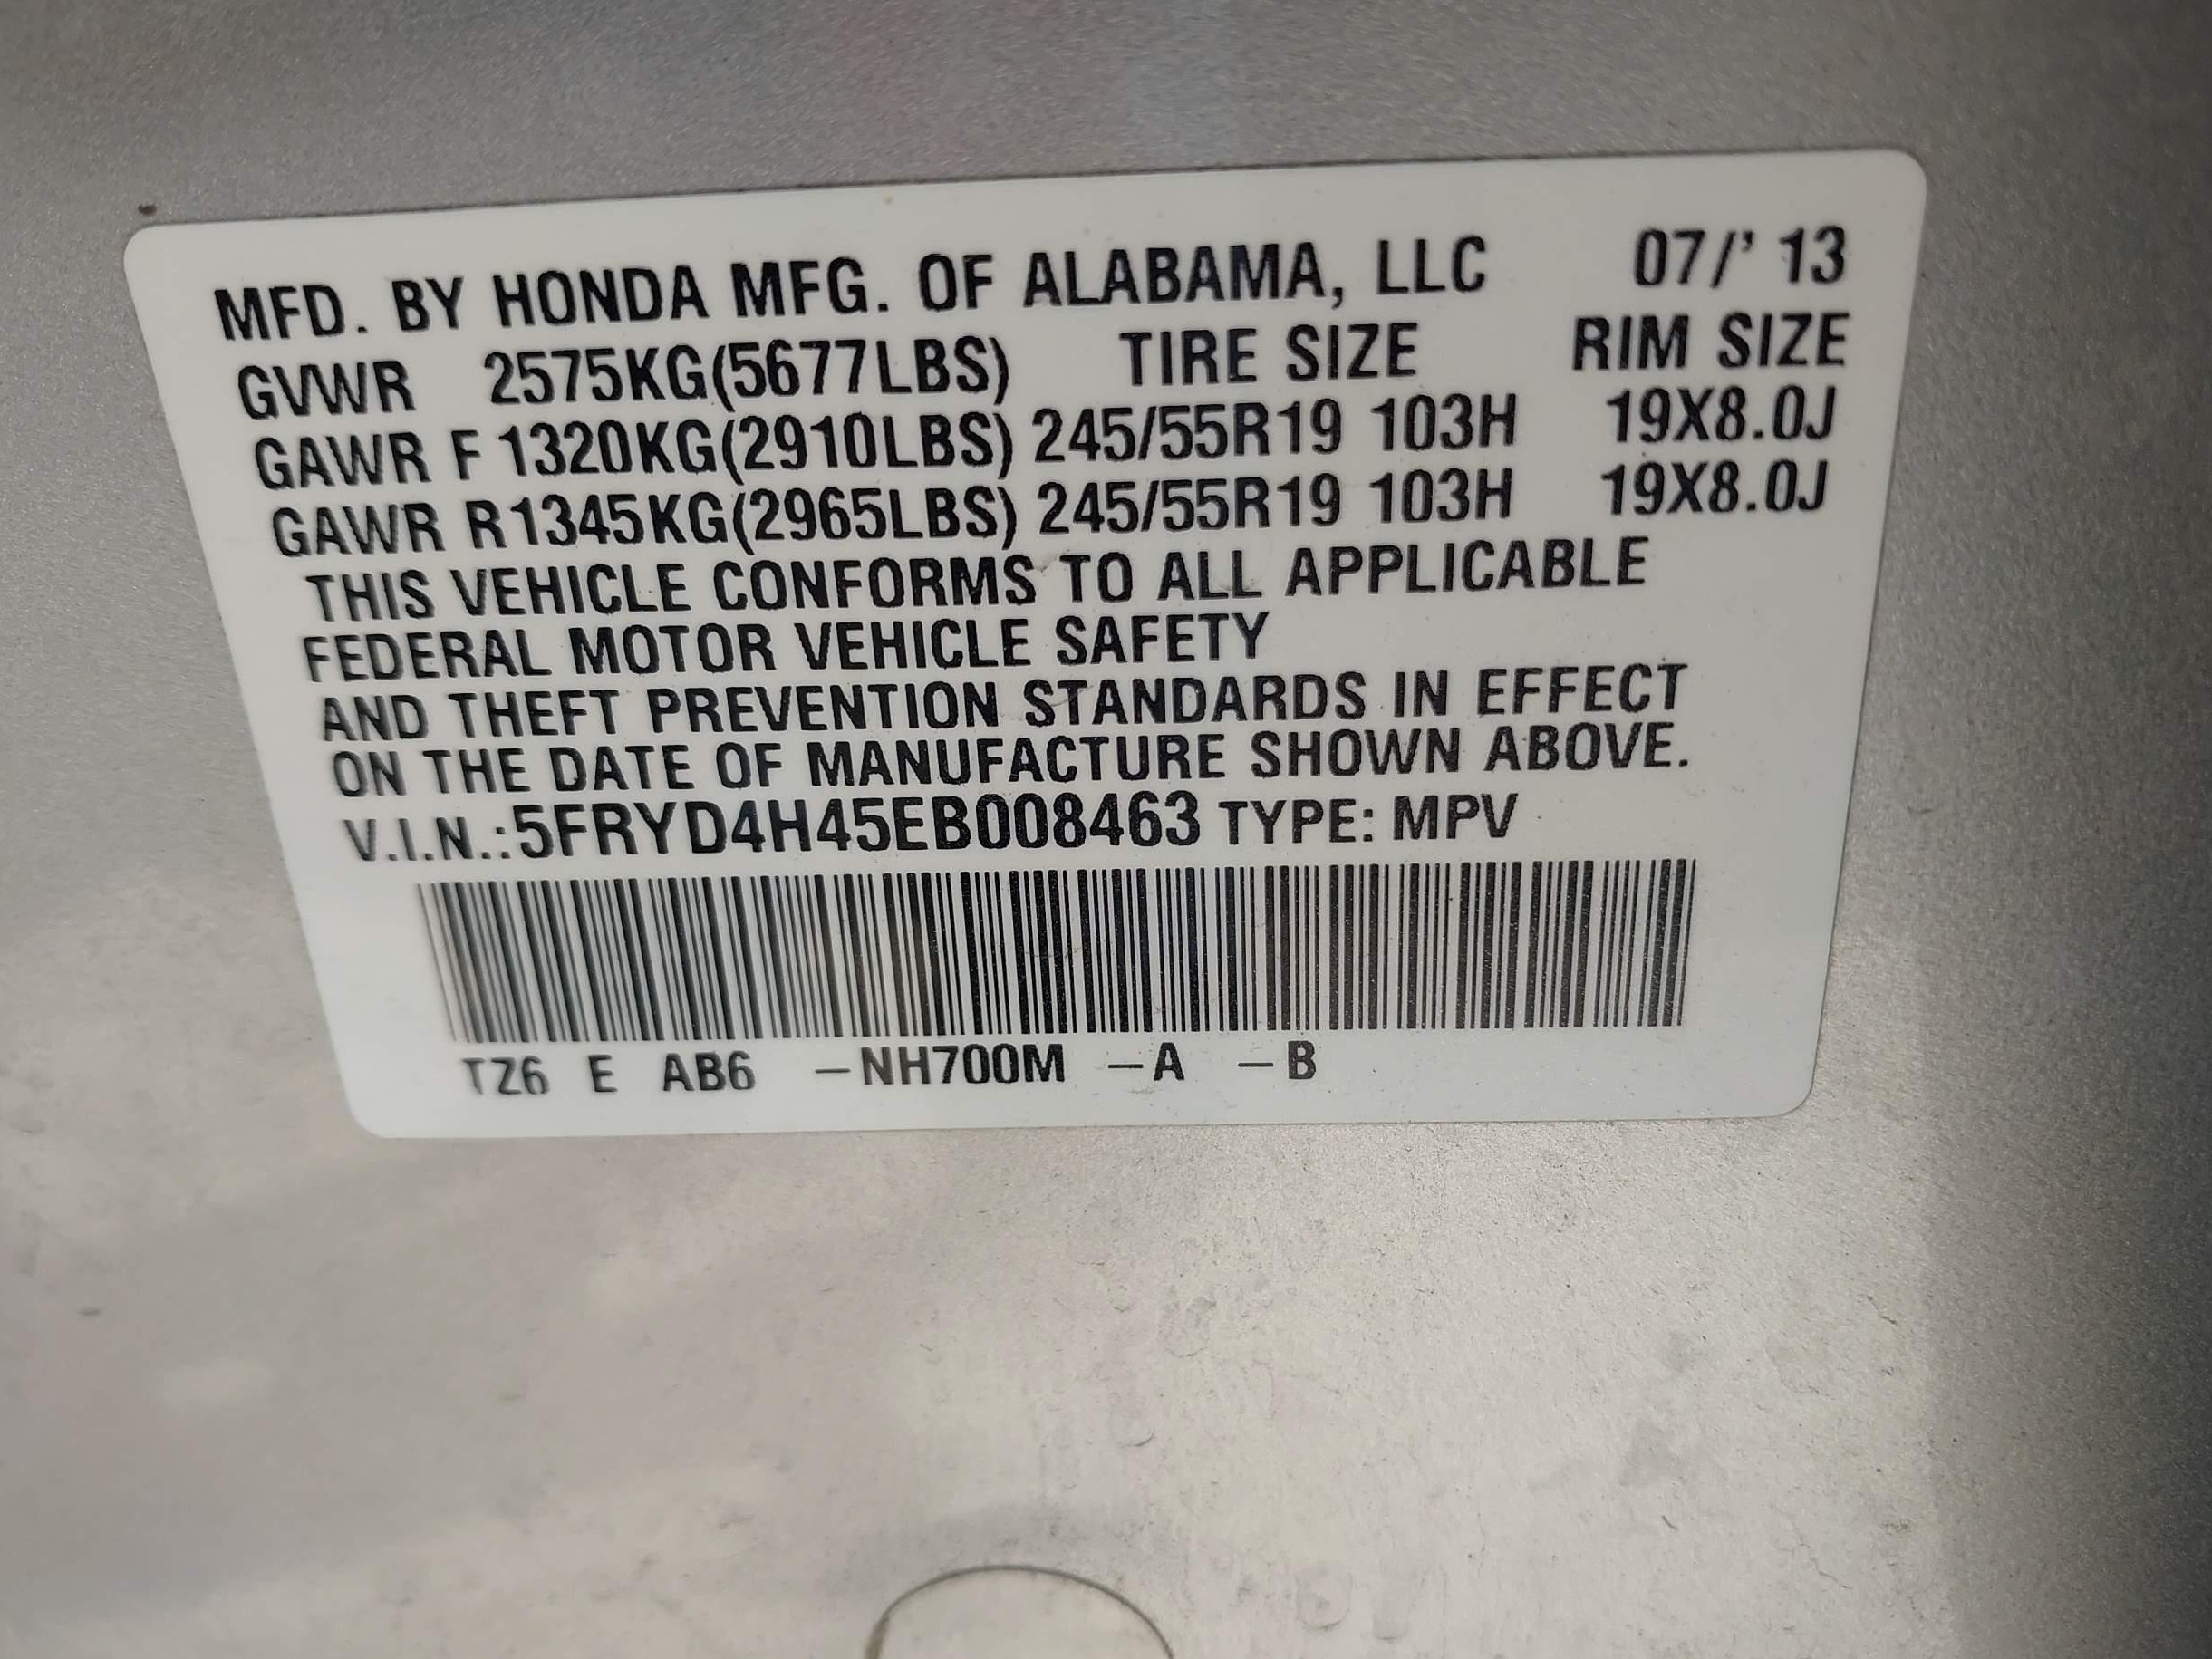 MFD. BY HONDA MFG. OF ALABAMA, LLC 07/' 13
GVWR 2575KG(5677LBS) TIRE SIZE RIM SIZE
GAWR F 1320KG(2910LBS) 245/55R19 103H 19X8.0J
GAWR R1345KG(2965LBS) 245/55R19 103H 19X8.0J
THIS VEHICLE CONFORMS TO ALL APPLICABLE
FEDERAL MOTOR VEHICLE SAFETY
AND THEFT PREVENTION STANDARDS IN EFFECT
ON THE DATE OF MANUFACTURE SHOWN ABOVE.
V.I.N.:5FRYD4H45EB008463 TYPE: MPV
TZ6 E AB6 –NH700M –A –B